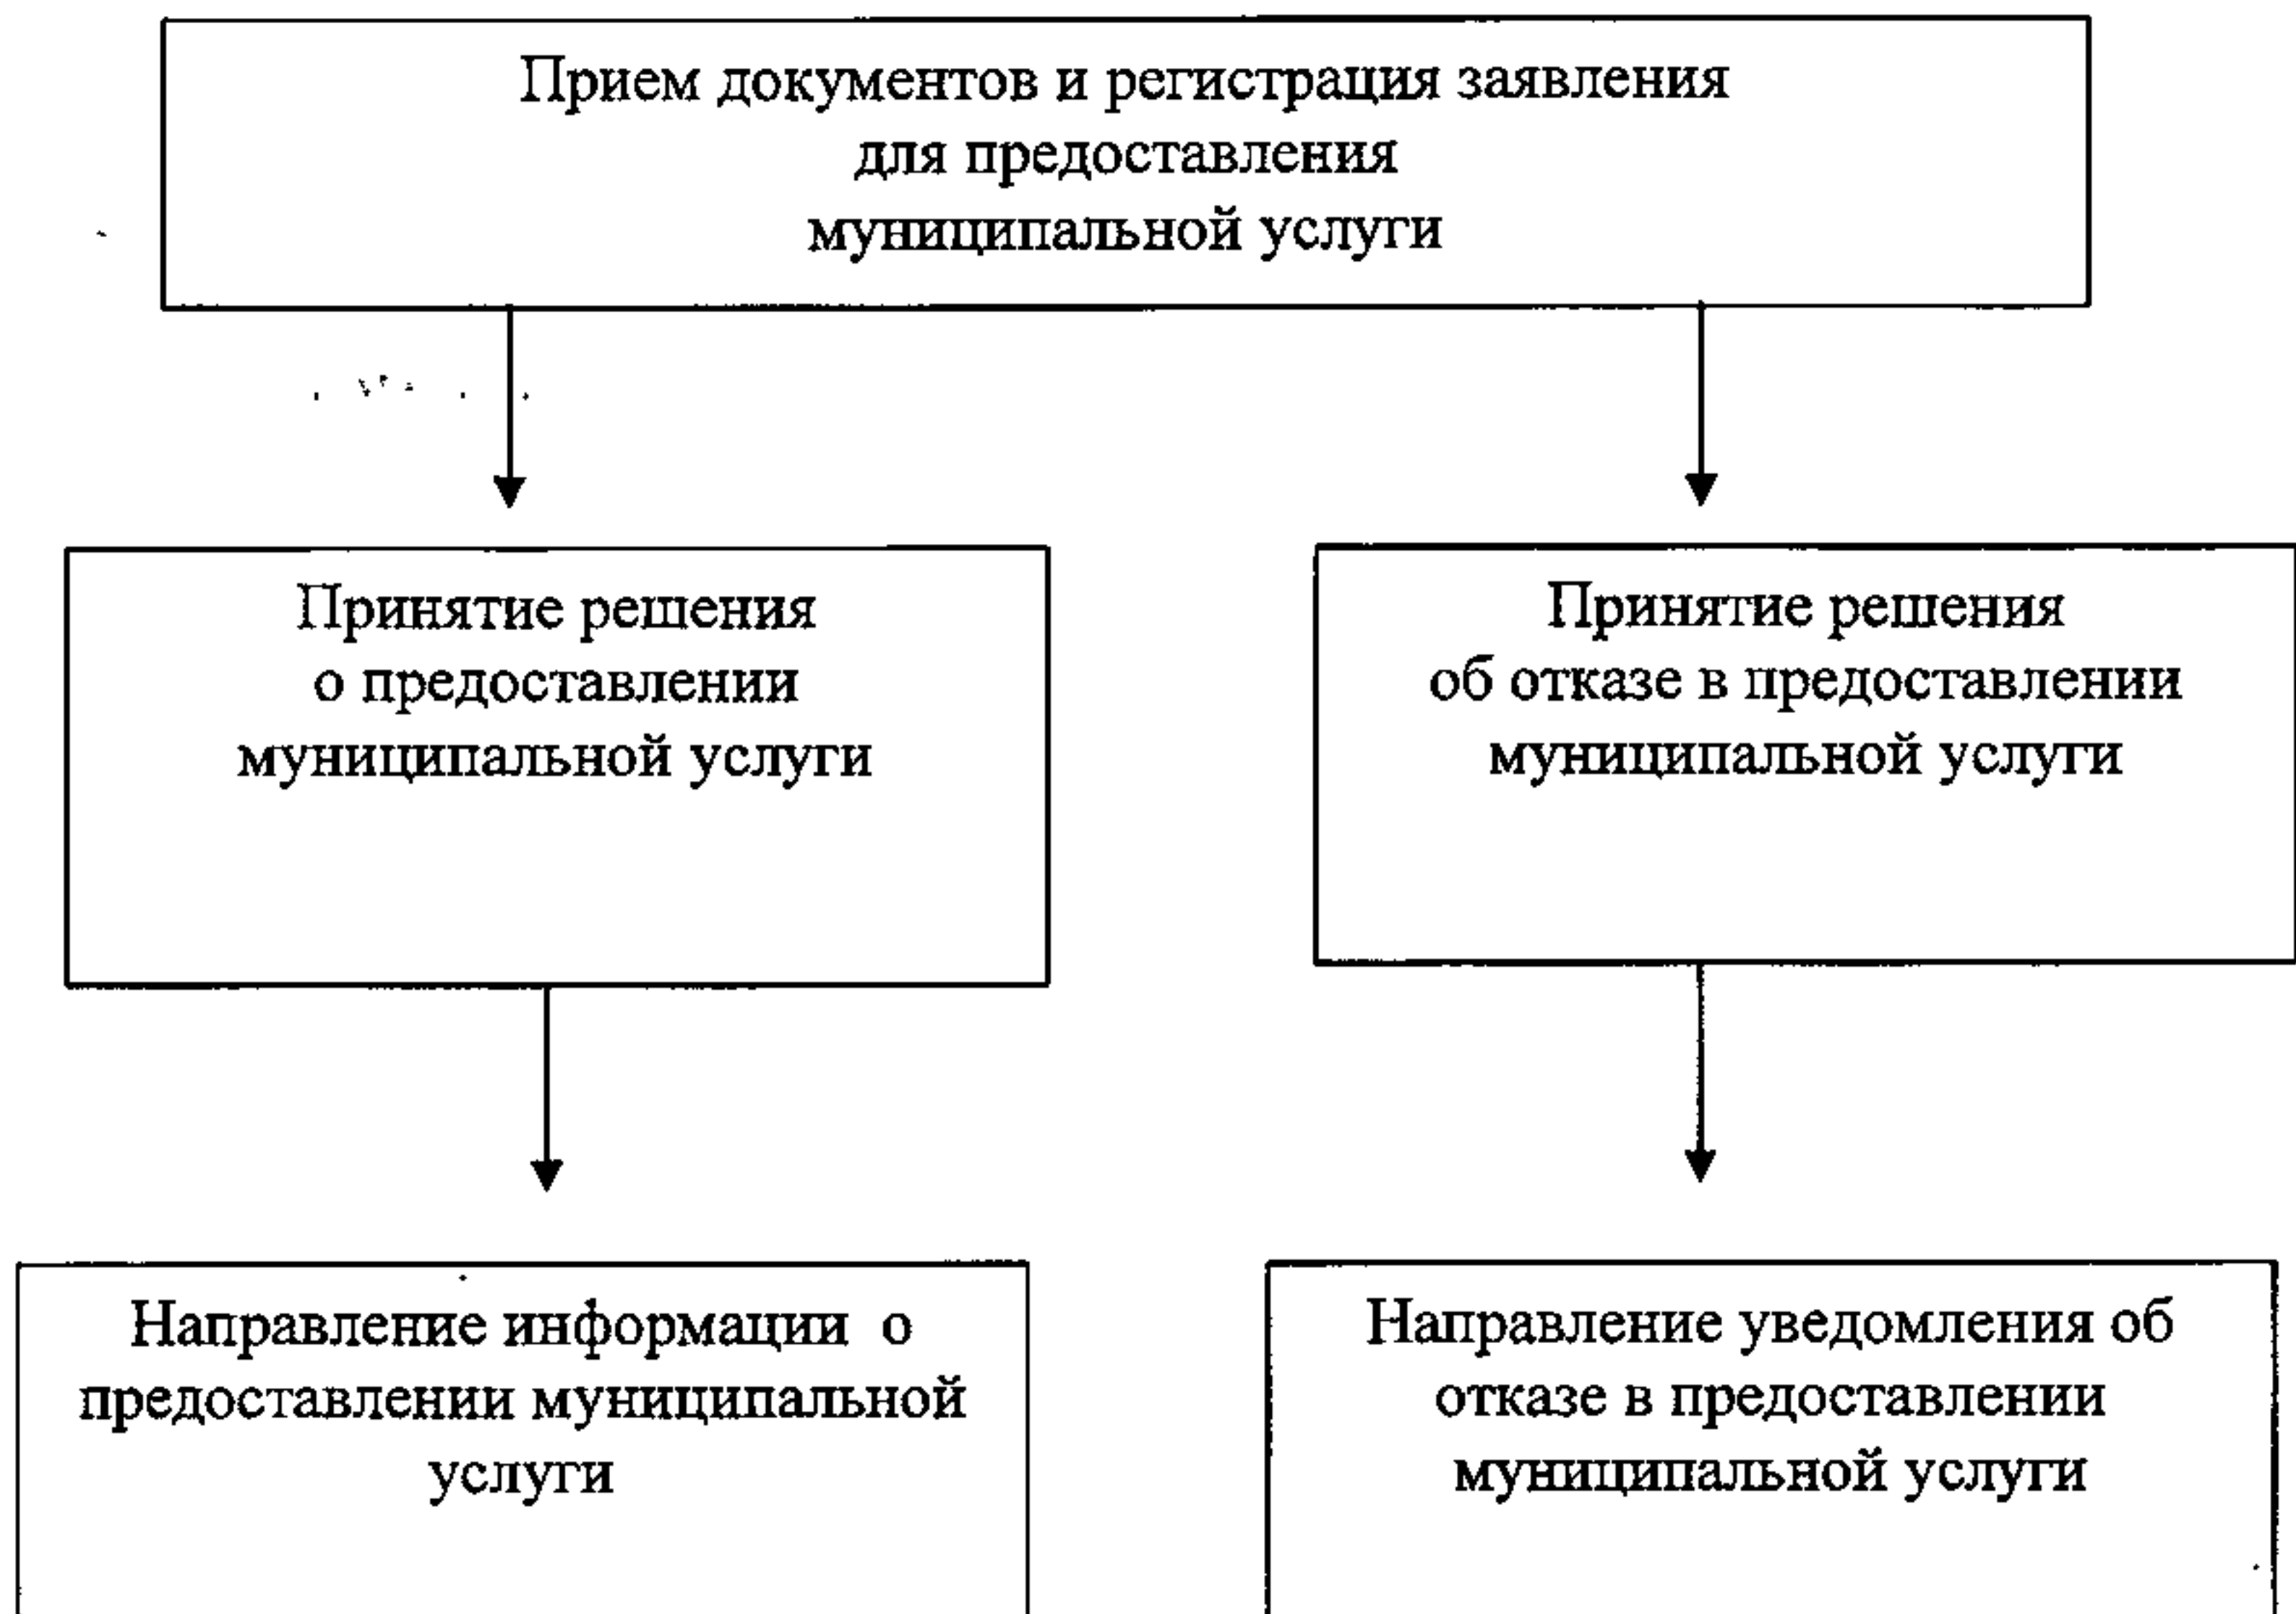 Прием документов и регистрация заявления
для предоставления
муниципальной услуги
Принятие решения
о предоставлении
муниципальной услуги
Принятие решения
об отказе в предоставлении
муниципальной услуги
Направление информации о
предоставлении муниципальной
услуги
Направление уведомления об
отказе в предоставлении
муниципальной услуги